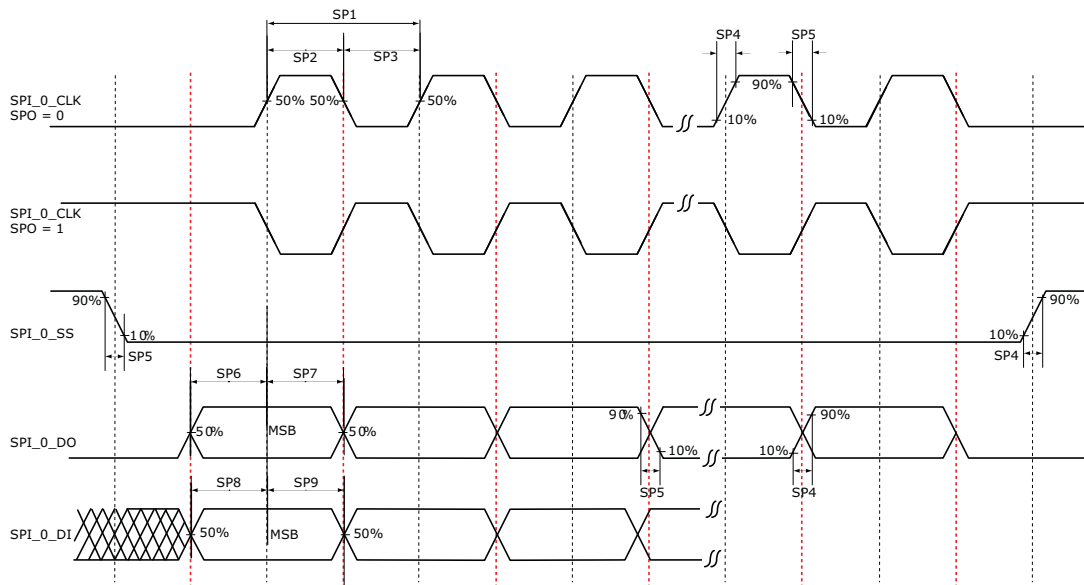 SP1
SP2
SP3
SP4
SP5
SPI_0_CLK
SPO = 0
50%
50%
50%
90%
10%
10%
SPI_0_CLK
SPO = 1
90%
90%
SPI_0_SS
10%
10%
SP5
SP4
SP6
SP7
90%
90%
SPI_0_DO
50%
MSB
50%
10%
10%
SP5
SP4
SP8
SP9
SPI_0_DI
50%
MSB
50%